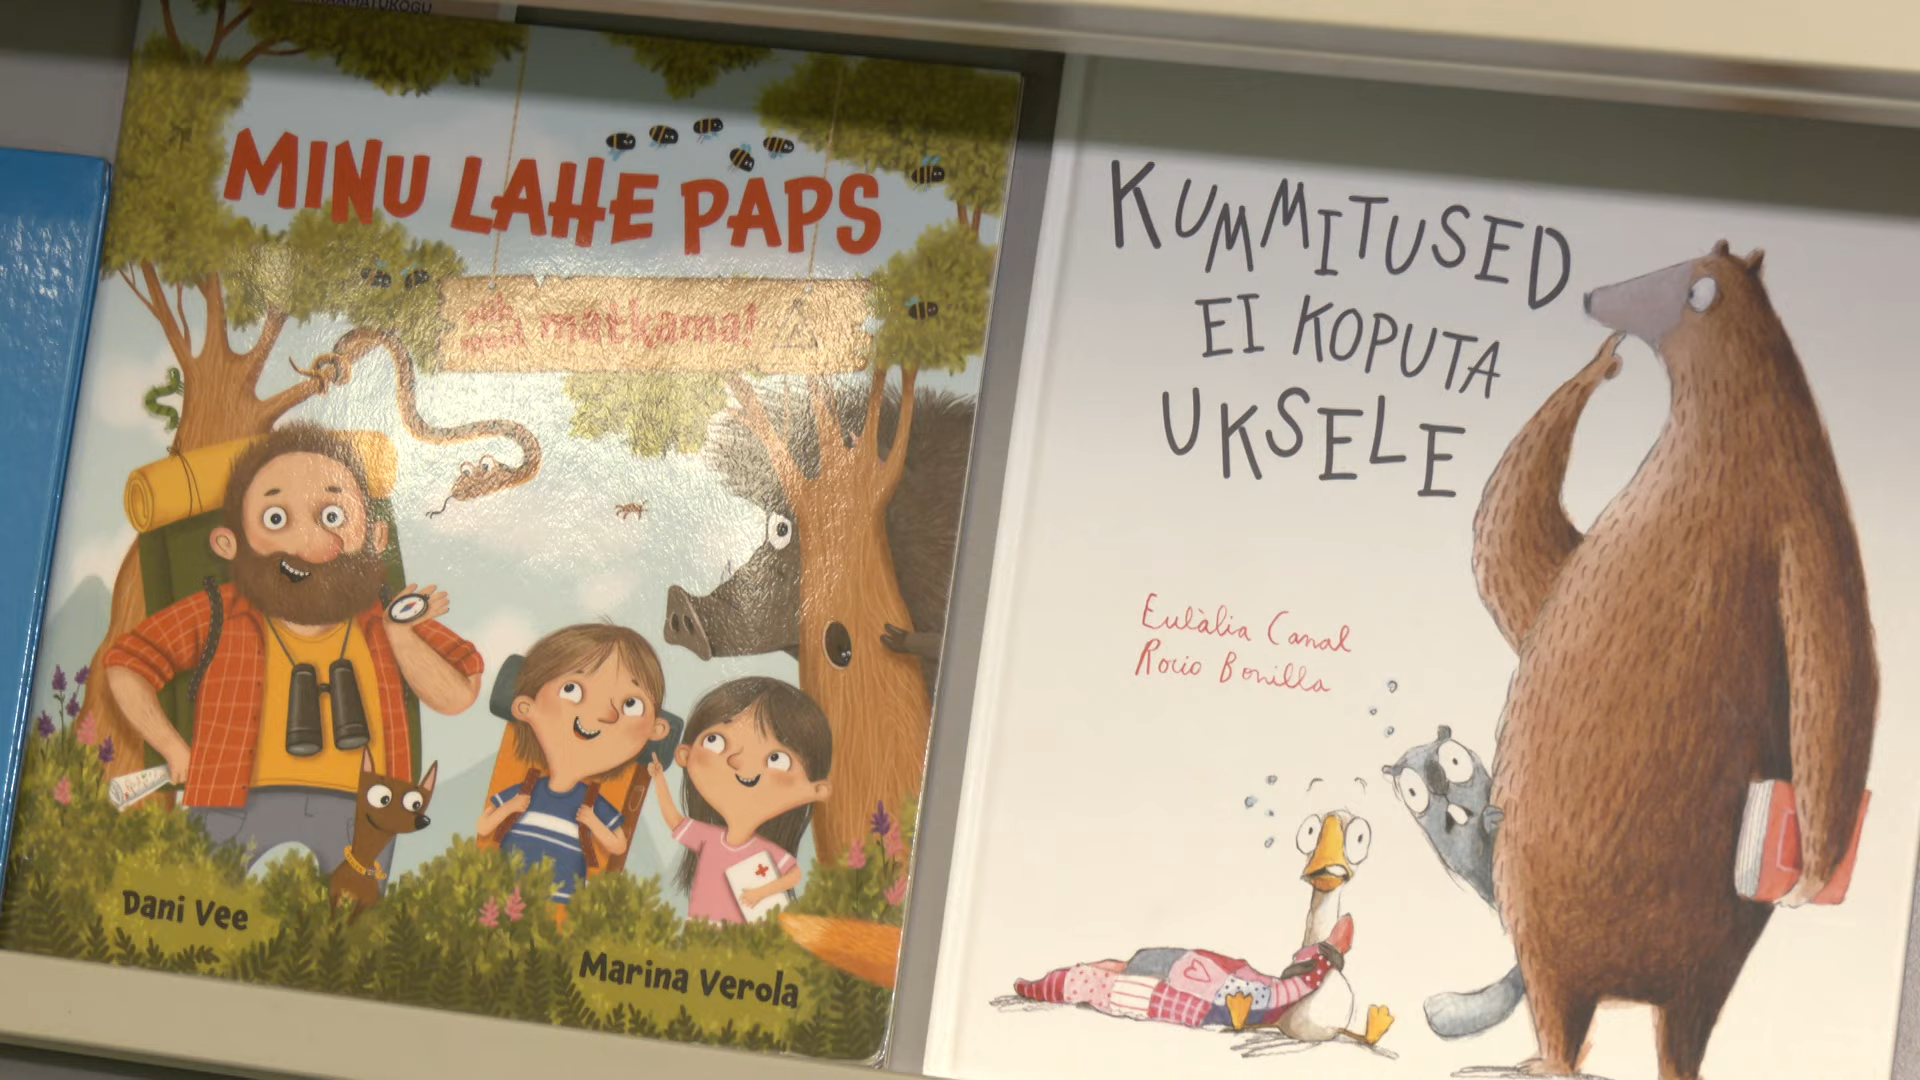 MINU LAHE PAPS
matkama!
Dani Vee
Marina Verola
KUMMITUSED
EI KOPUTA
UKSELE
Eulàlia Canal
Rocio Bonilla